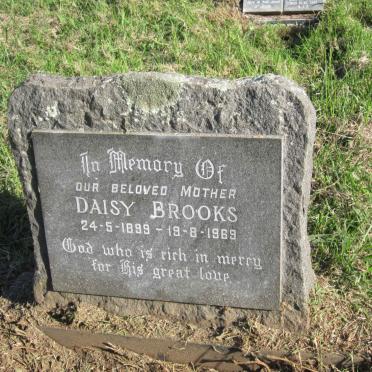 In Memory Of
OUR BELOVED MOTHER
DAISY BROOKS
24-5-1899 - 19-8-1969
God who is rich in mercy
for His great love